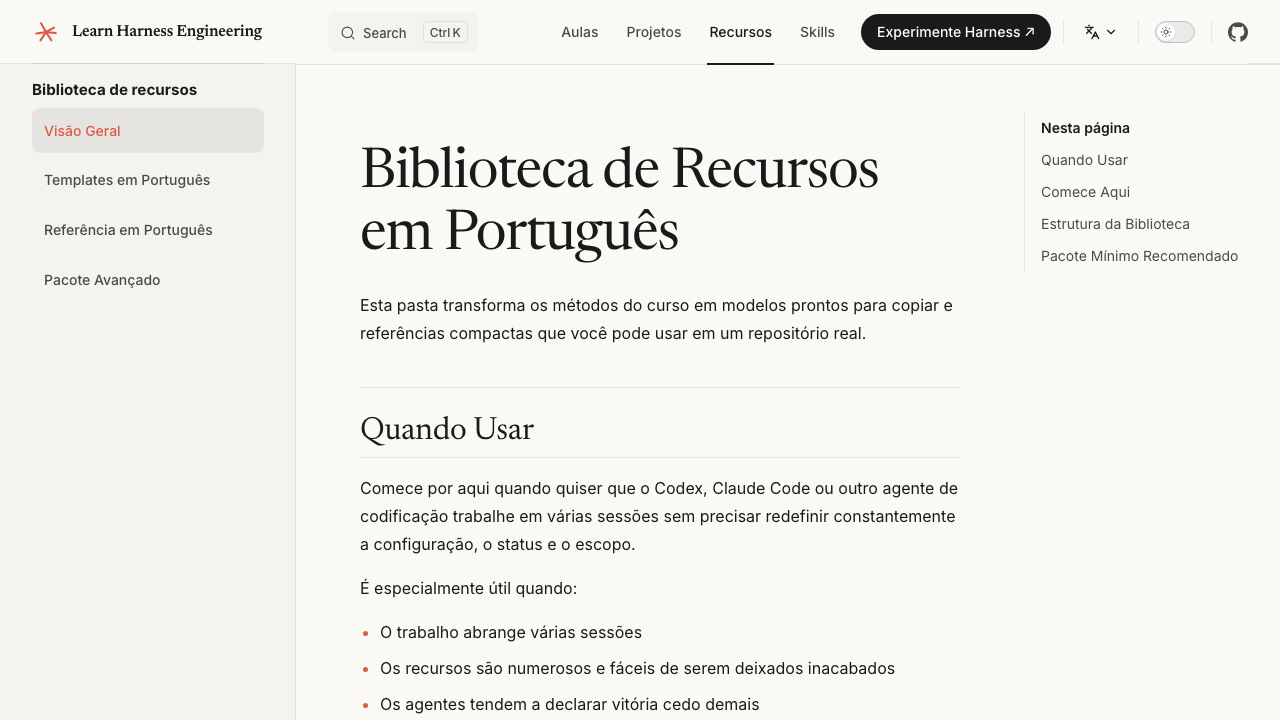 Learn Harness Engineering
Search Ctrl K
Aulas Projetos Recursos Skills Experimente Harness ↗
Biblioteca de recursos
Visão Geral
Templates em Português
Referência em Português
Pacote Avançado
Biblioteca de Recursos
em Português
Esta pasta transforma os métodos do curso em modelos prontos para copiar e
referências compactas que você pode usar em um repositório real.
Quando Usar
Comece por aqui quando quiser que o Codex, Claude Code ou outro agente de
codificação trabalhe em várias sessões sem precisar redefinir constantemente
a configuração, o status e o escopo.
É especialmente útil quando:
• O trabalho abrange várias sessões
• Os recursos são numerosos e fáceis de serem deixados inacabados
• Os agentes tendem a declarar vitória cedo demais
Nesta página
Quando Usar
Comece Aqui
Estrutura da Biblioteca
Pacote Mínimo Recomendado